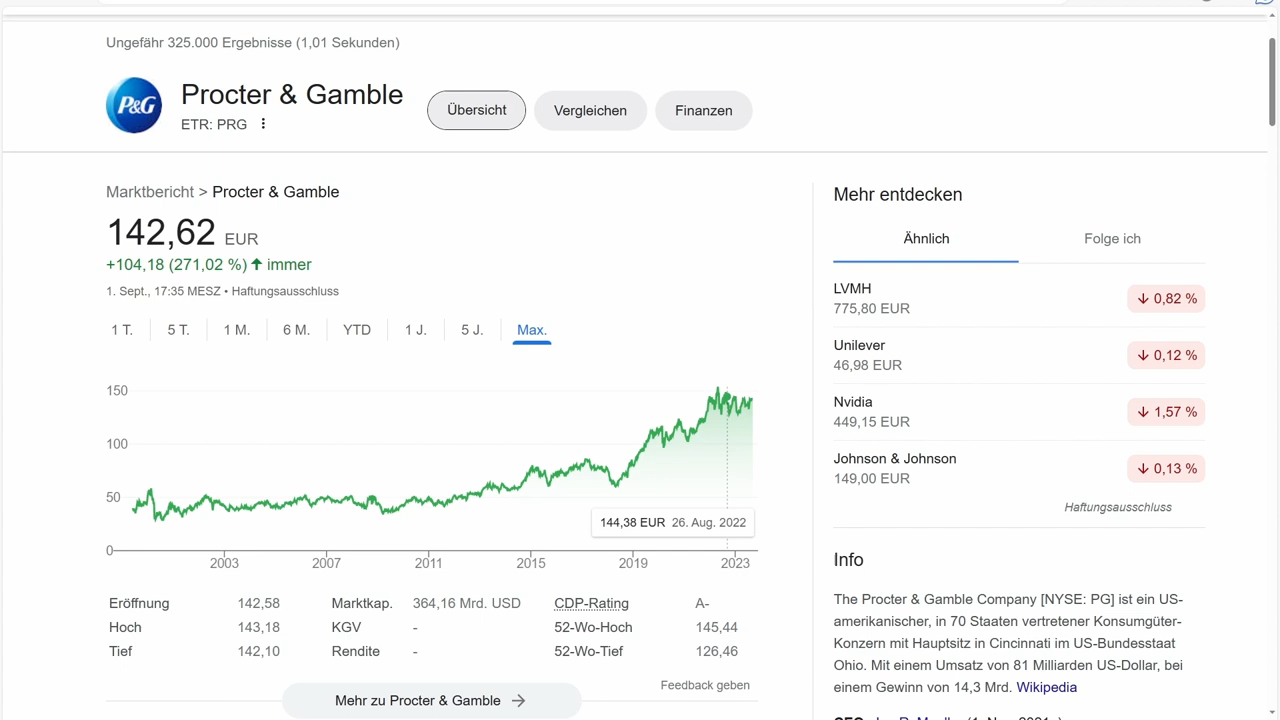 Ungefähr 325.000 Ergebnisse (1,01 Sekunden)
P&G
Procter & Gamble
ETR: PRG
Übersicht
Vergleichen
Finanzen
Marktbericht > Procter & Gamble
142,62 EUR
+104,18 (271,02 %) ↑ immer
1. Sept., 17:35 MESZ • Haftungsausschluss
1 T.
5 T.
1 M.
6 M.
YTD
1 J.
5 J.
Max.
150
100
50
0
144,38 EUR 26. Aug. 2022
2003
2007
2011
2015
2019
2023
Eröffnung 142,58
Hoch 143,18
Tief 142,10
Marktkap. 364,16 Mrd. USD
KGV -
Rendite -
CDP-Rating A-
52-Wo-Hoch 145,44
52-Wo-Tief 126,46
Feedback geben
Mehr zu Procter & Gamble →
Mehr entdecken
Ähnlich
Folge ich
LVMH
775,80 EUR
↓ 0,82 %
Unilever
46,98 EUR
↓ 0,12 %
Nvidia
449,15 EUR
↓ 1,57 %
Johnson & Johnson
149,00 EUR
↓ 0,13 %
Haftungsausschluss
Info
The Procter & Gamble Company [NYSE: PG] ist ein US-
amerikanischer, in 70 Staaten vertretener Konsumgüter-
Konzern mit Hauptsitz in Cincinnati im US-Bundesstaat
Ohio. Mit einem Umsatz von 81 Milliarden US-Dollar, bei
einem Gewinn von 14,3 Mrd. Wikipedia